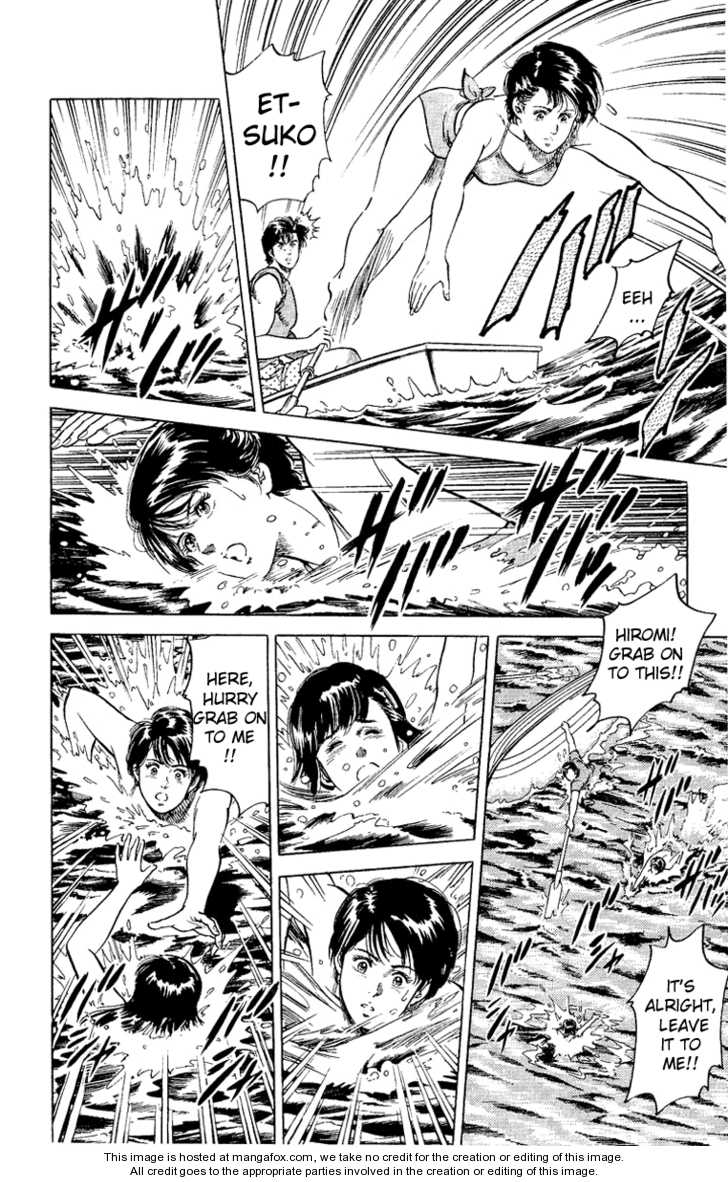 EEH
...
ET-
SUKO
!!
HIROMI!
GRAB ON
TO THIS!!
IT'S
ALRIGHT,
LEAVE
IT TO
ME!!
HERE,
HURRY
GRAB ON
TO ME
!!
This image is hosted at mangafox.com, we take no credit for the creation or editing of this image.
All credit goes to the appropriate parties involved in the creation or editing of this image.